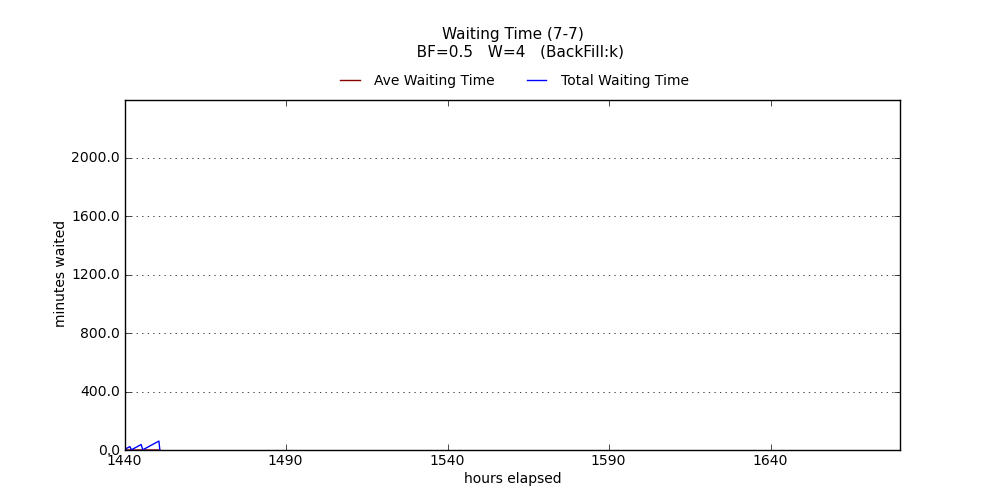 Waiting Time (7-7)
BF=0.5   W=4   (BackFill:k)
Ave Waiting Time
Total Waiting Time
2000.0
1600.0
1200.0
800.0
400.0
0.0
minutes waited
1440
1490
1540
1590
1640
hours elapsed